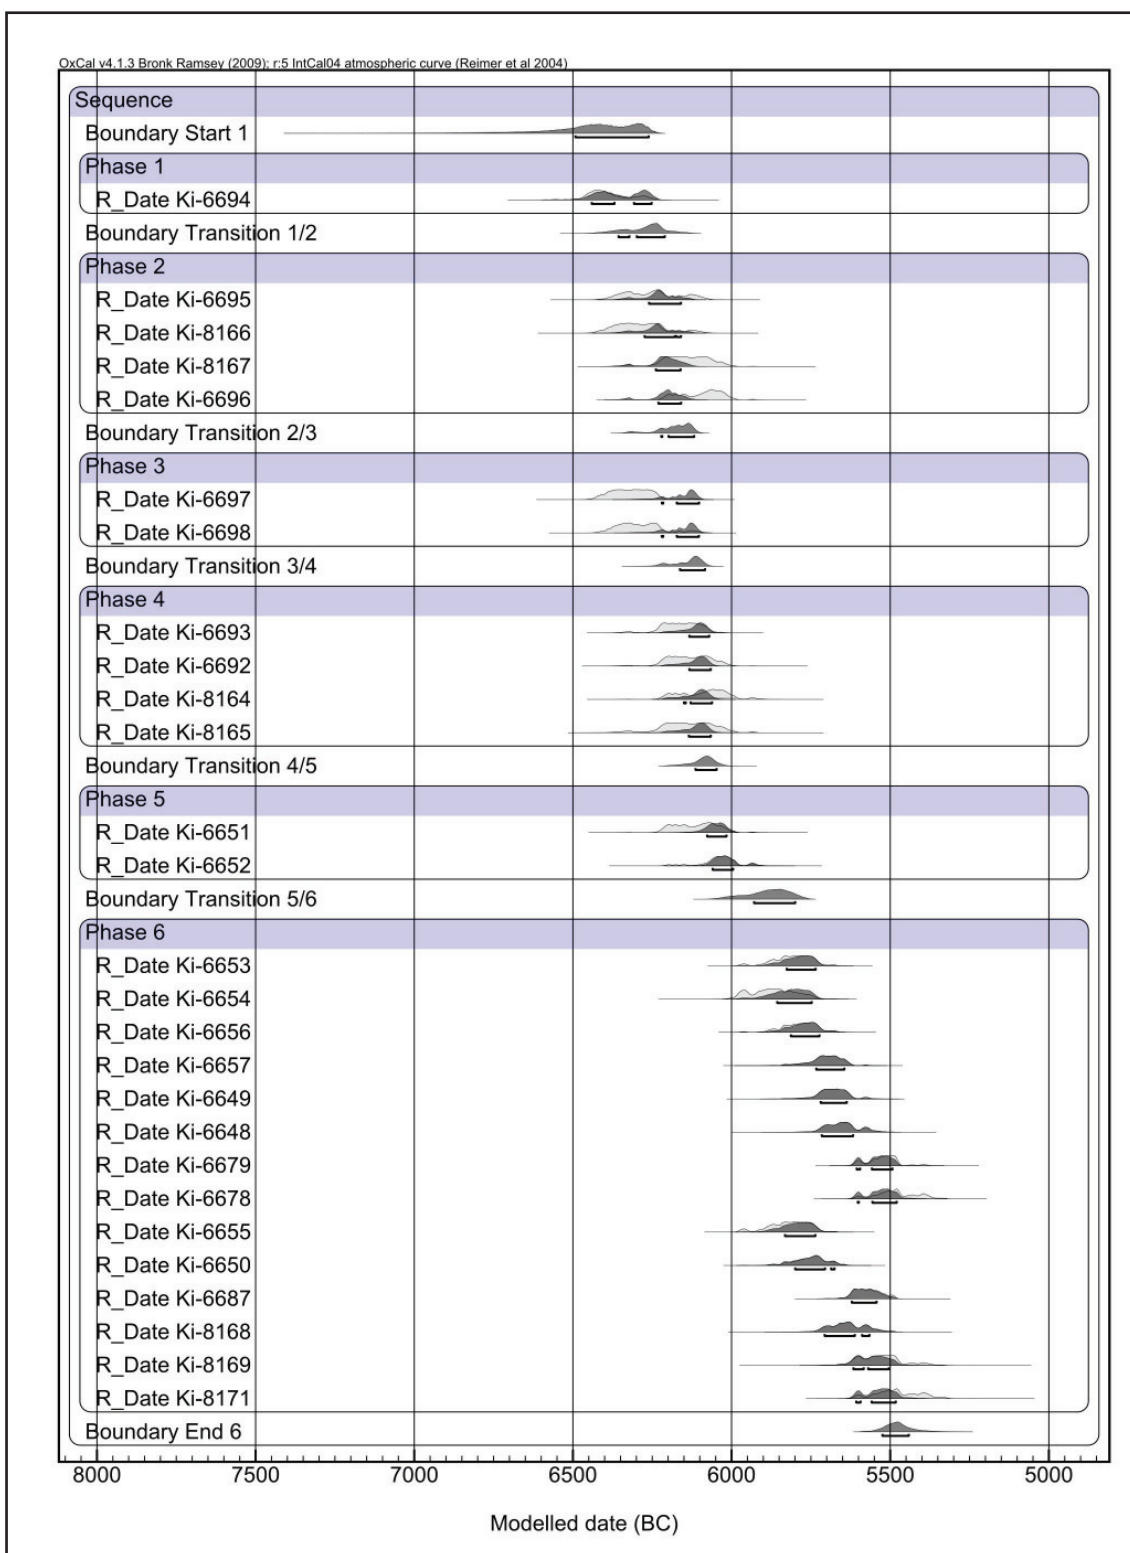 OxCal v4.1.3 Bronk Ramsey (2009); r:5 IntCal04 atmospheric curve (Reimer et al 2004)
Sequence
Boundary Start 1
Phase 1
R_Date Ki-6694
Boundary Transition 1/2
Phase 2
R_Date Ki-6695
R_Date Ki-8166
R_Date Ki-8167
R_Date Ki-6696
Boundary Transition 2/3
Phase 3
R_Date Ki-6697
R_Date Ki-6698
Boundary Transition 3/4
Phase 4
R_Date Ki-6693
R_Date Ki-6692
R_Date Ki-8164
R_Date Ki-8165
Boundary Transition 4/5
Phase 5
R_Date Ki-6651
R_Date Ki-6652
Boundary Transition 5/6
Phase 6
R_Date Ki-6653
R_Date Ki-6654
R_Date Ki-6656
R_Date Ki-6657
R_Date Ki-6649
R_Date Ki-6648
R_Date Ki-6679
R_Date Ki-6678
R_Date Ki-6655
R_Date Ki-6650
R_Date Ki-6687
R_Date Ki-8168
R_Date Ki-8169
R_Date Ki-8171
Boundary End 6
8000 7500 7000 6500 6000 5500 5000
Modelled date (BC)